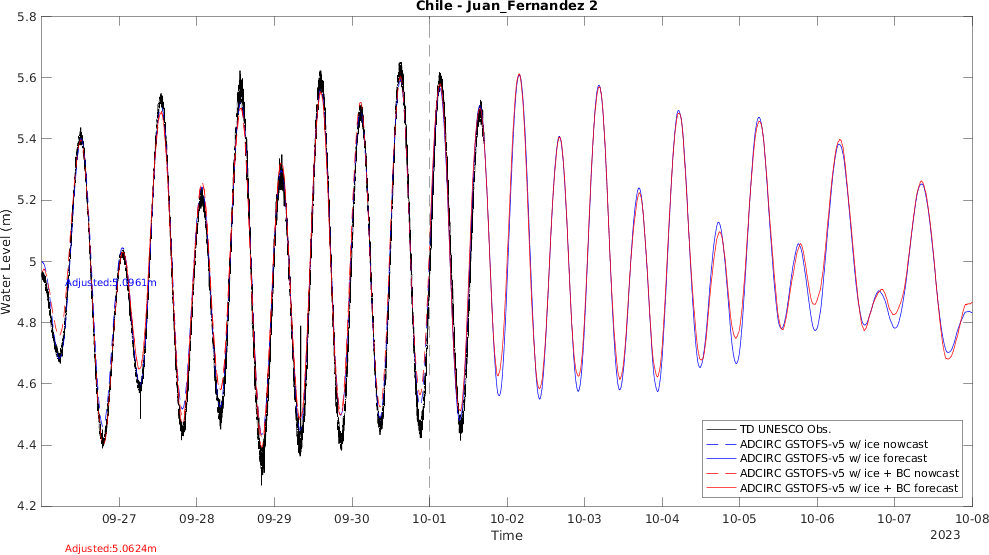 Chile - Juan_Fernandez 2
5.8
5.6
5.4
5.2
5
4.8
4.6
4.4
4.2
Water Level (m)
Adjusted:5.0961m
TD UNESCO Obs.
ADCIRC GSTOFS-v5 w/ ice nowcast
ADCIRC GSTOFS-v5 w/ ice forecast
ADCIRC GSTOFS-v5 w/ ice + BC nowcast
ADCIRC GSTOFS-v5 w/ ice + BC forecast
09-27 09-28 09-29 09-30 10-01 10-02 10-03 10-04 10-05 10-06 10-07 10-08
Time
2023
Adjusted:5.0624m